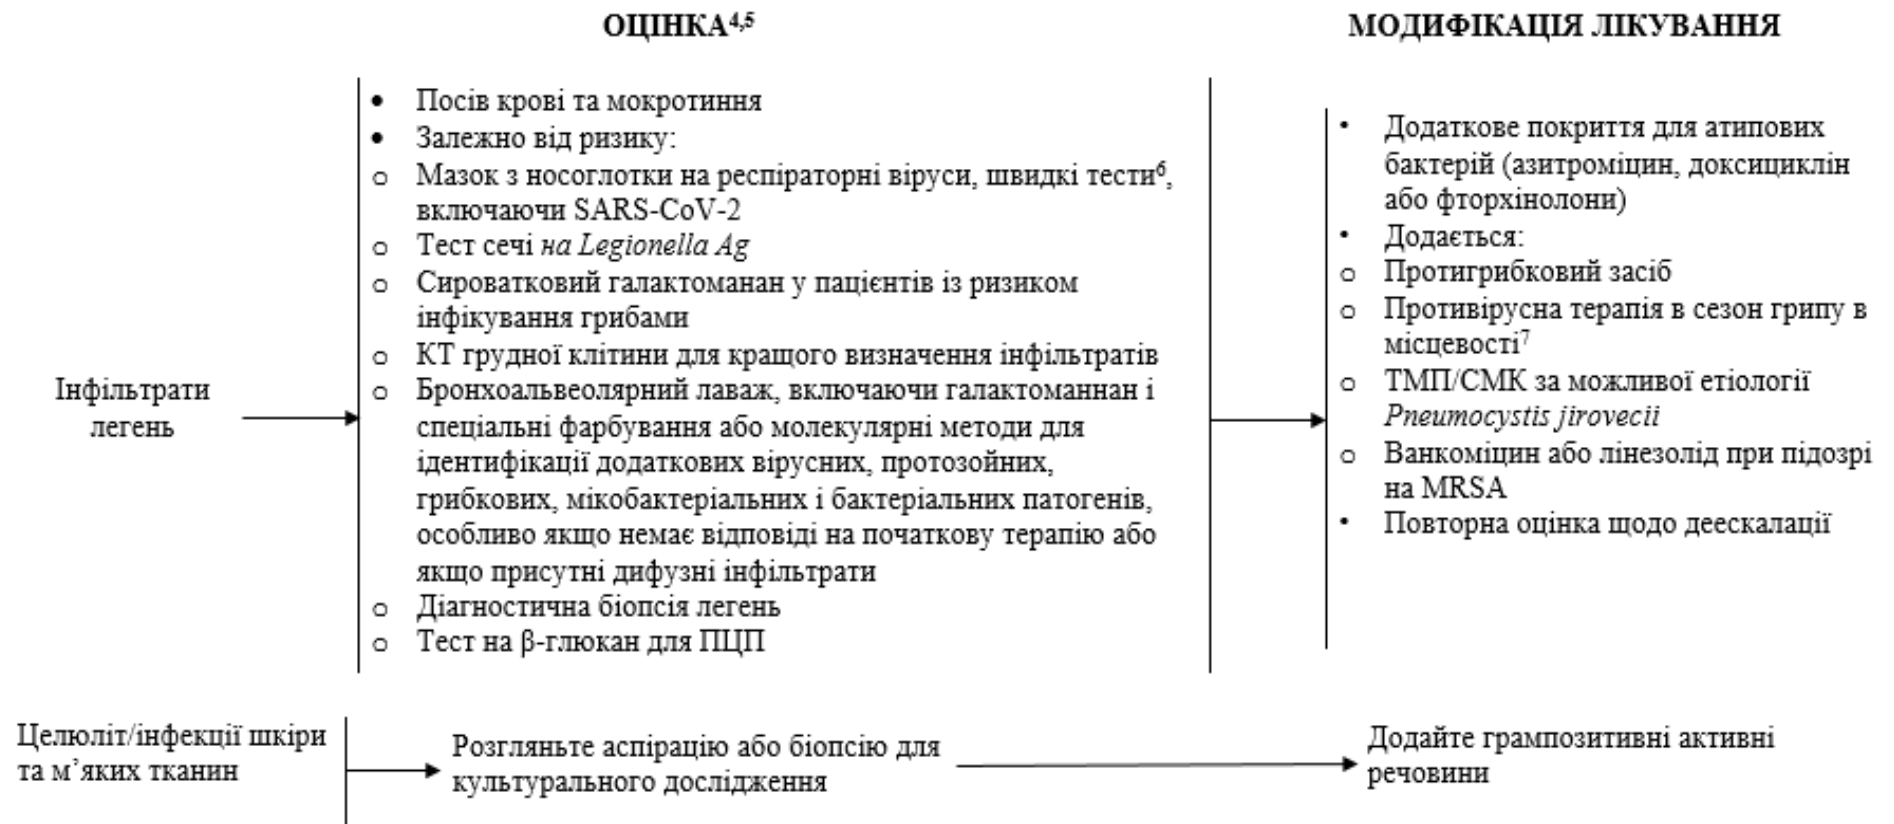 ОЦІНКА4,5
МОДИФІКАЦІЯ ЛІКУВАННЯ
Інфільтрати
легень
• Посів крові та мокротиння
• Залежно від ризику:
o Мазок з носоглотки на респіраторні віруси, швидкі тести6,
включаючи SARS-CoV-2
o Тест сечі на Legionella Ag
o Сироватковий галактоманан у пацієнтів із ризиком
інфікування грибами
o КТ грудної клітини для кращого визначення інфільтратів
o Бронхоальвеолярний лаваж, включаючи галактоманнан і
спеціальні фарбування або молекулярні методи для
ідентифікації додаткових вірусних, протозойних,
грибкових, мікобактеріальних і бактеріальних патогенів,
особливо якщо немає відповіді на початкову терапію або
якщо присутні дифузні інфільтрати
o Діагностична біопсія легень
o Тест на β-глюкан для ПЦП
• Додаткове покриття для атипових
бактерій (азитроміцин, доксициклін
або фторхінолони)
• Додається:
o Протигрибковий засіб
o Противірусна терапія в сезон грипу в
місцевості7
o ТМП/СМК за можливої етіології
Pneumocystis jirovecii
o Ванкоміцин або лінезолід при підозрі
на MRSA
• Повторна оцінка щодо деескалації
Целюліт/інфекції шкіри
та м’яких тканин
Розгляньте аспірацію або біопсію для
культурального дослідження
Додайте грампозитивні активні
речовини